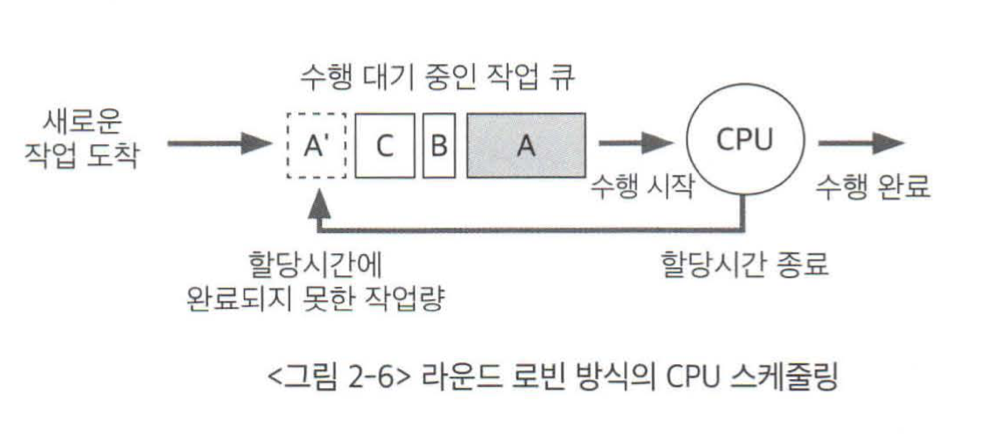 수행 대기 중인 작업 큐
새로운
작업 도착
A'
C
B
A
CPU
수행 시작
수행 완료
할당시간에
완료되지 못한 작업량
할당시간 종료
<그림 2-6> 라운드 로빈 방식의 CPU 스케줄링